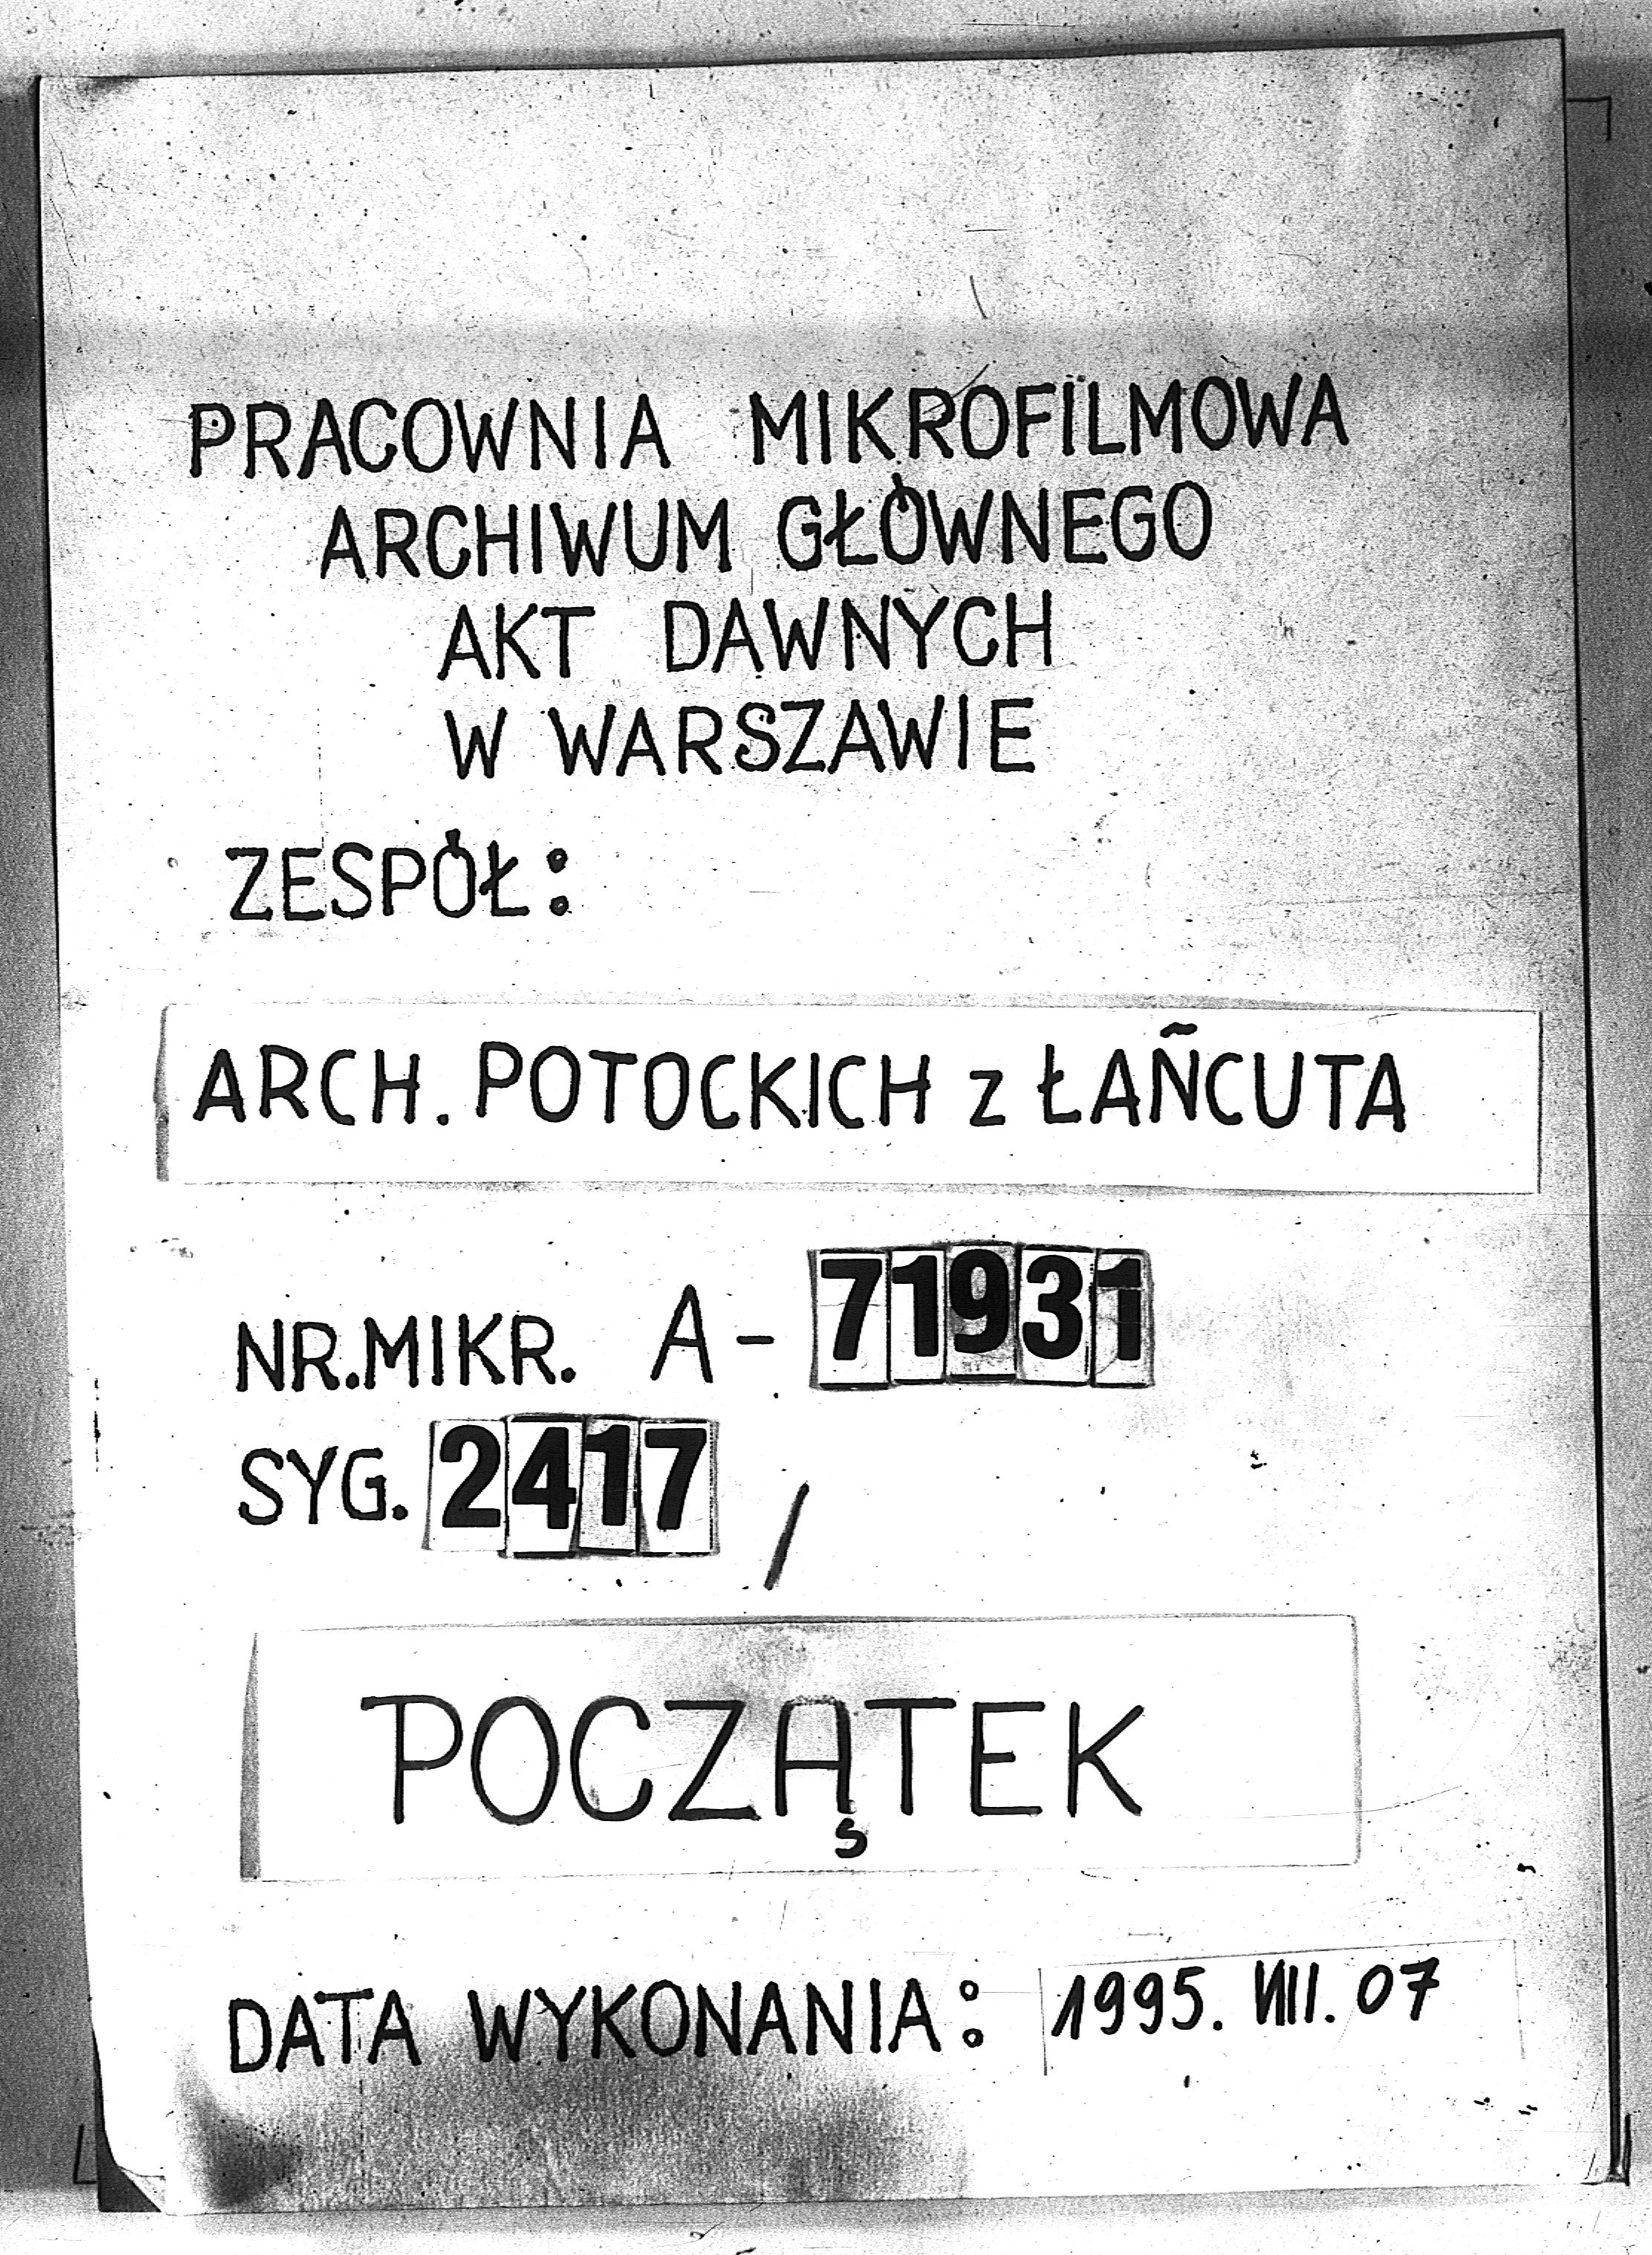 PRACOWNIA MIKROFILMOWA
ARCHIWUM GŁÓWNEGO
AKT DAWNYCH
W WARSZAWIE
ZESPÓŁ:
ARCH. POTOCKICH z ŁAŃCUTA
NR.MIKR. A-71931
SYG. 2417 /
POCZĄTEK
DATA WYKONANIA: 1995. VIII. 07